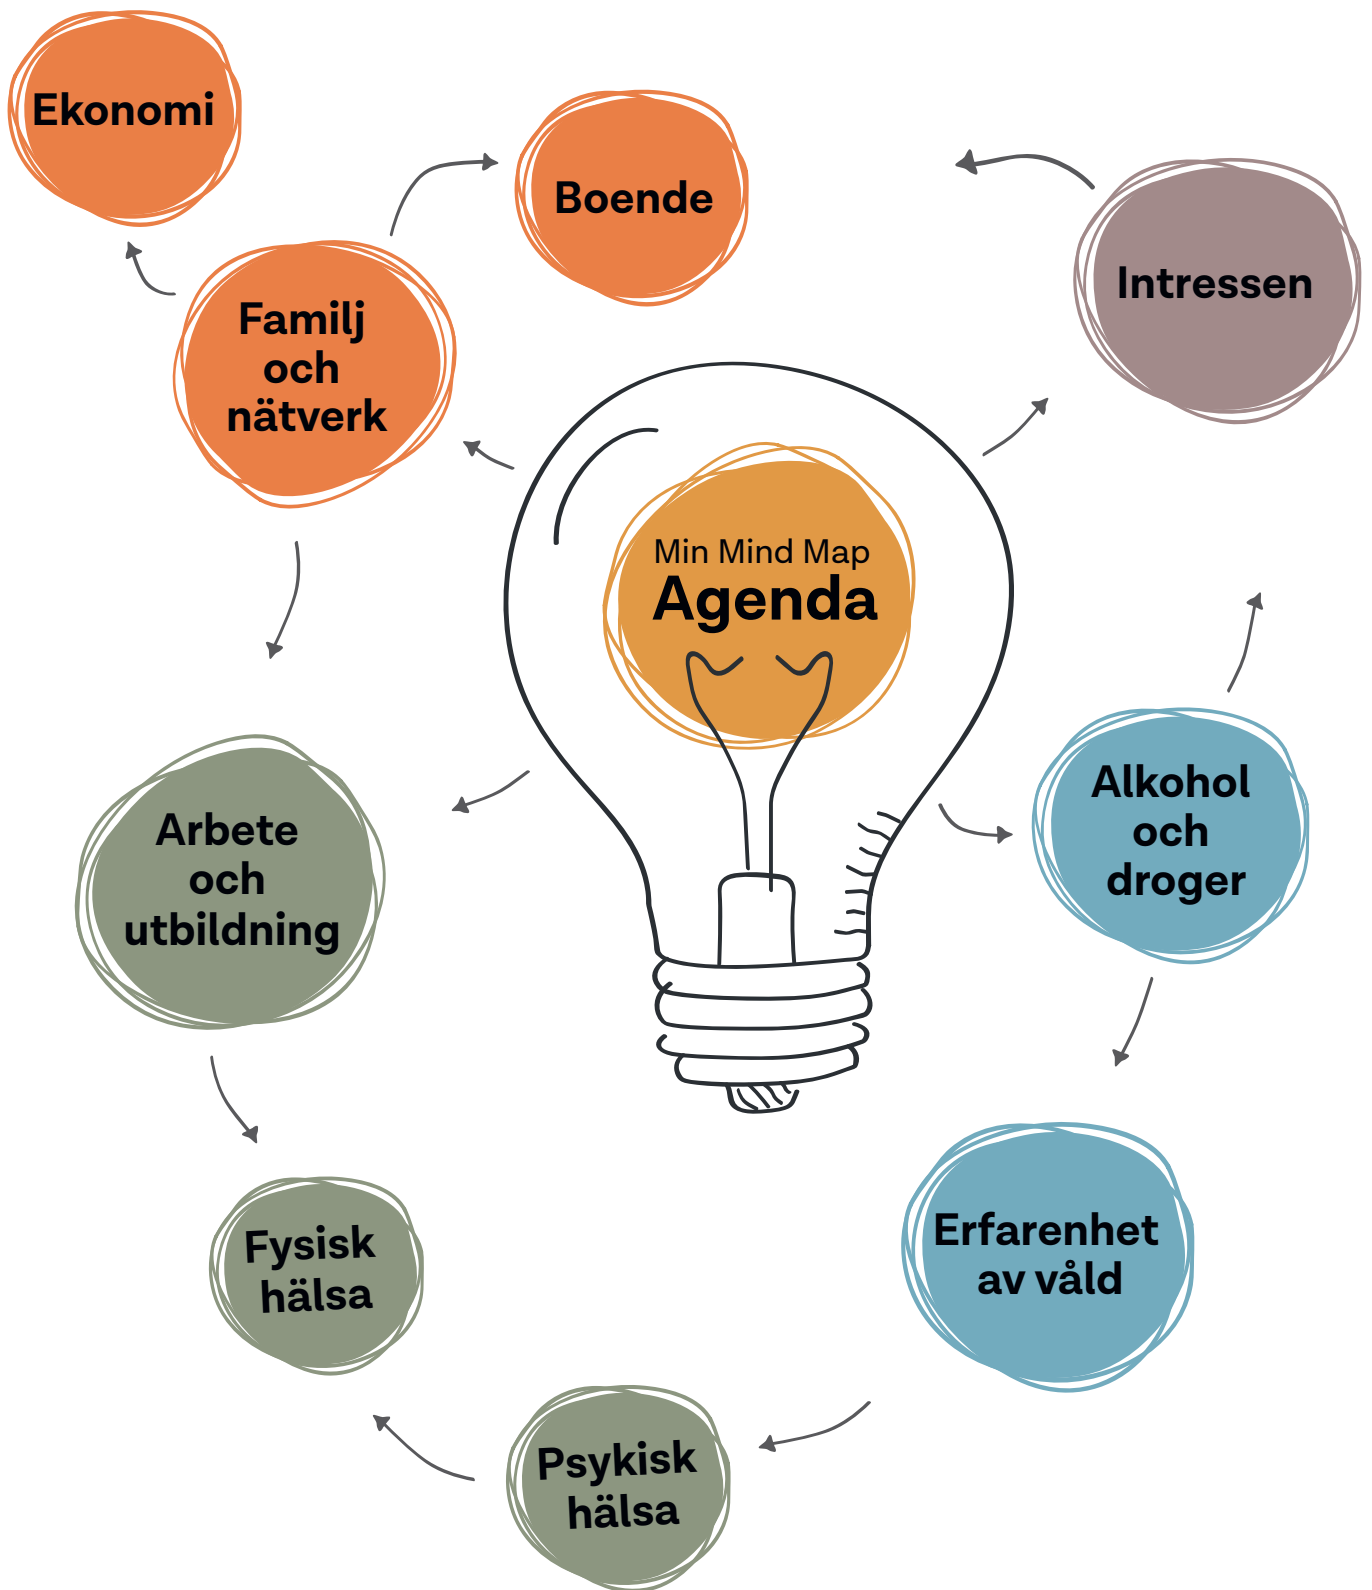 Ekonomi
Boende
Intressen
Familj
och
nätverk
Min Mind Map
Agenda
Arbete
och
utbildning
Alkohol
och
droger
Fysisk
hälsa
Erfarenhet
av våld
Psykisk
hälsa